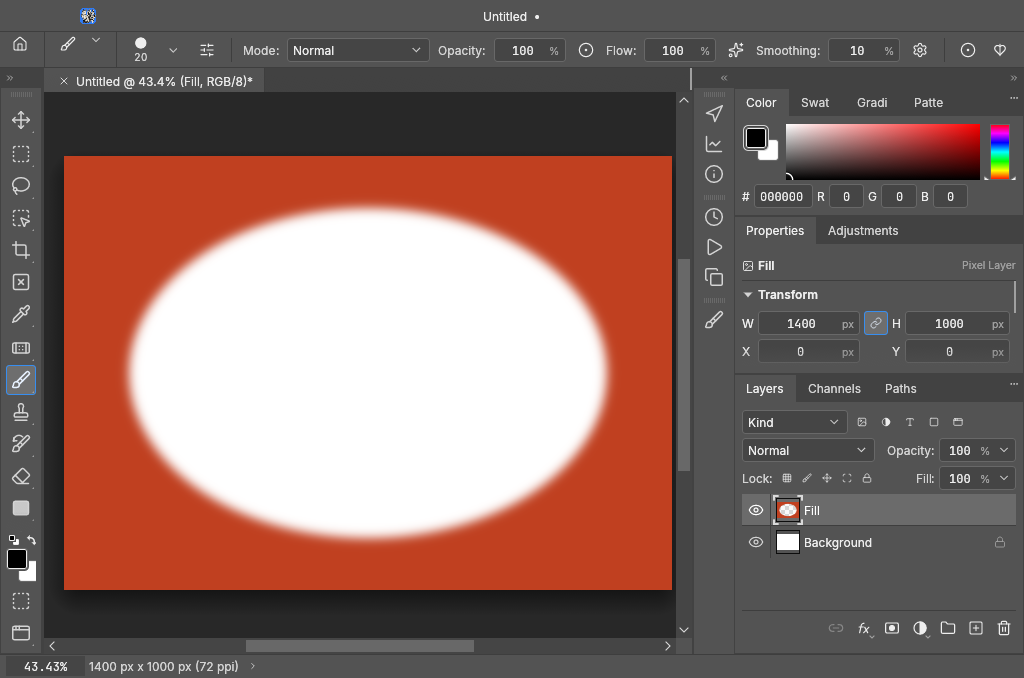 Untitled •
20
Mode: Normal
Opacity: 100 %
Flow: 100 %
Smoothing: 10 %
Untitled @ 43.4% (Fill, RGB/8)*
Color Swat Gradi Patte
# 000000 R 0 G 0 B 0
Properties Adjustments
Fill Pixel Layer
Transform
W 1400 px H 1000 px
X 0 px Y 0 px
Layers Channels Paths
Kind
Normal Opacity: 100 %
Lock: Fill: 100 %
Fill
Background
fx
43.43% 1400 px x 1000 px (72 ppi)